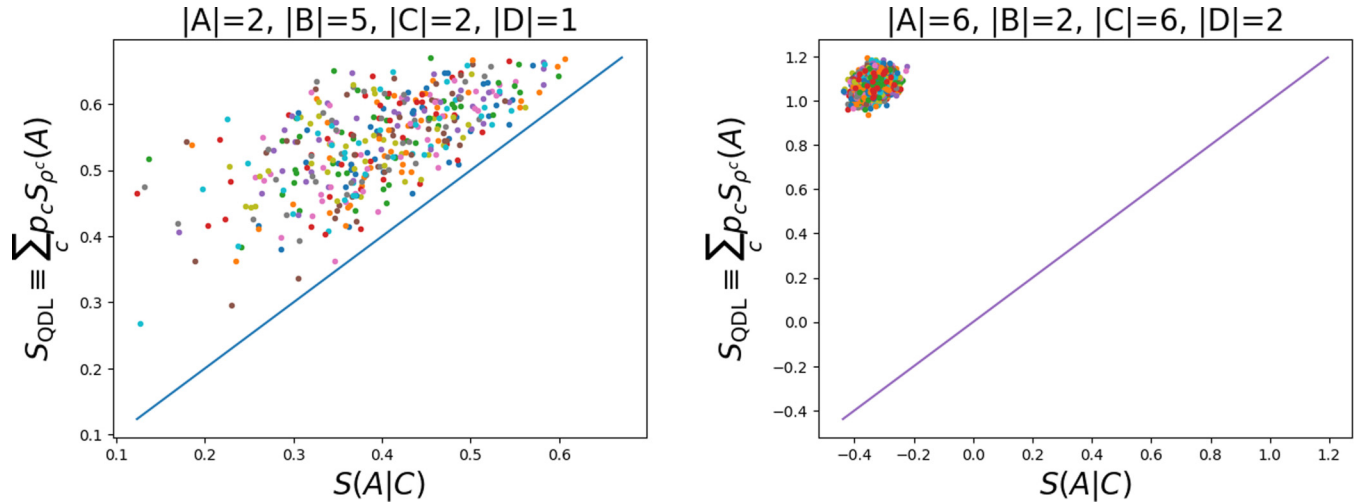 |A|=2, |B|=5, |C|=2, |D|=1
S_QDL ≡ ∑_c p_c S_ρ^c(A)
0.6
0.5
0.4
0.3
0.2
0.1
0.1 0.2 0.3 0.4 0.5 0.6
S(A|C)
|A|=6, |B|=2, |C|=6, |D|=2
S_QDL ≡ ∑_c p_c S_ρ^c(A)
1.2
1.0
0.8
0.6
0.4
0.2
0.0
−0.2
−0.4
−0.4 −0.2 0.0 0.2 0.4 0.6 0.8 1.0 1.2
S(A|C)